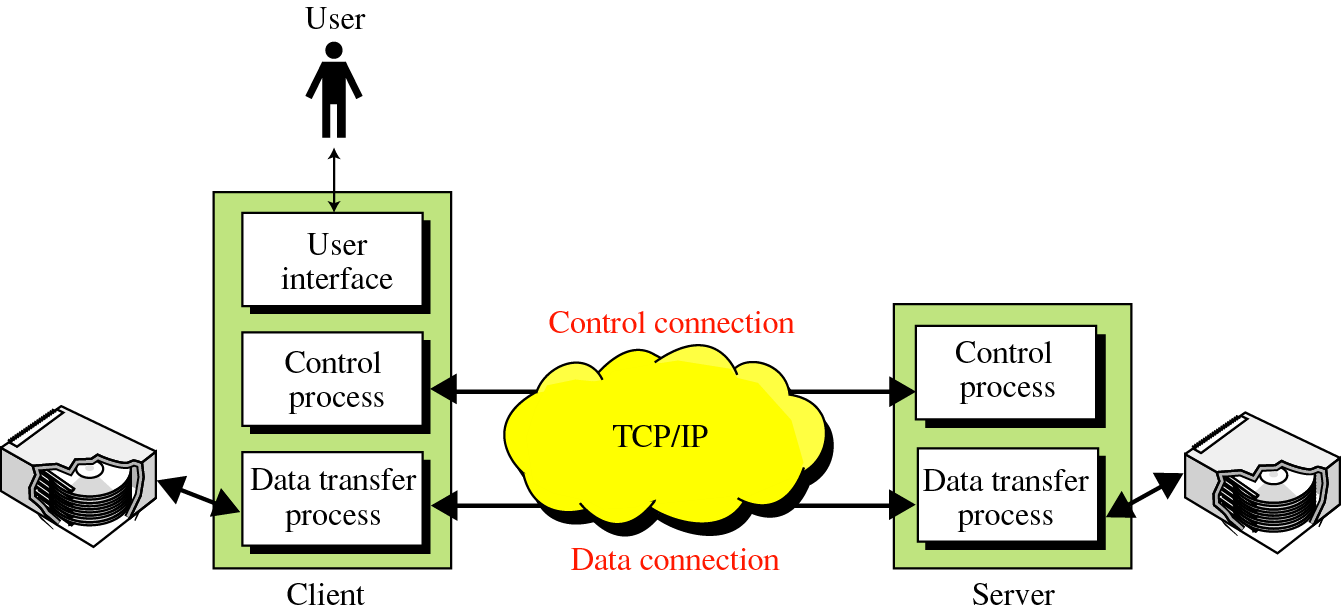 User
User
interface
Control connection
Control
process
Control
process
TCP/IP
Data transfer
process
Data transfer
process
Data connection
Client
Server